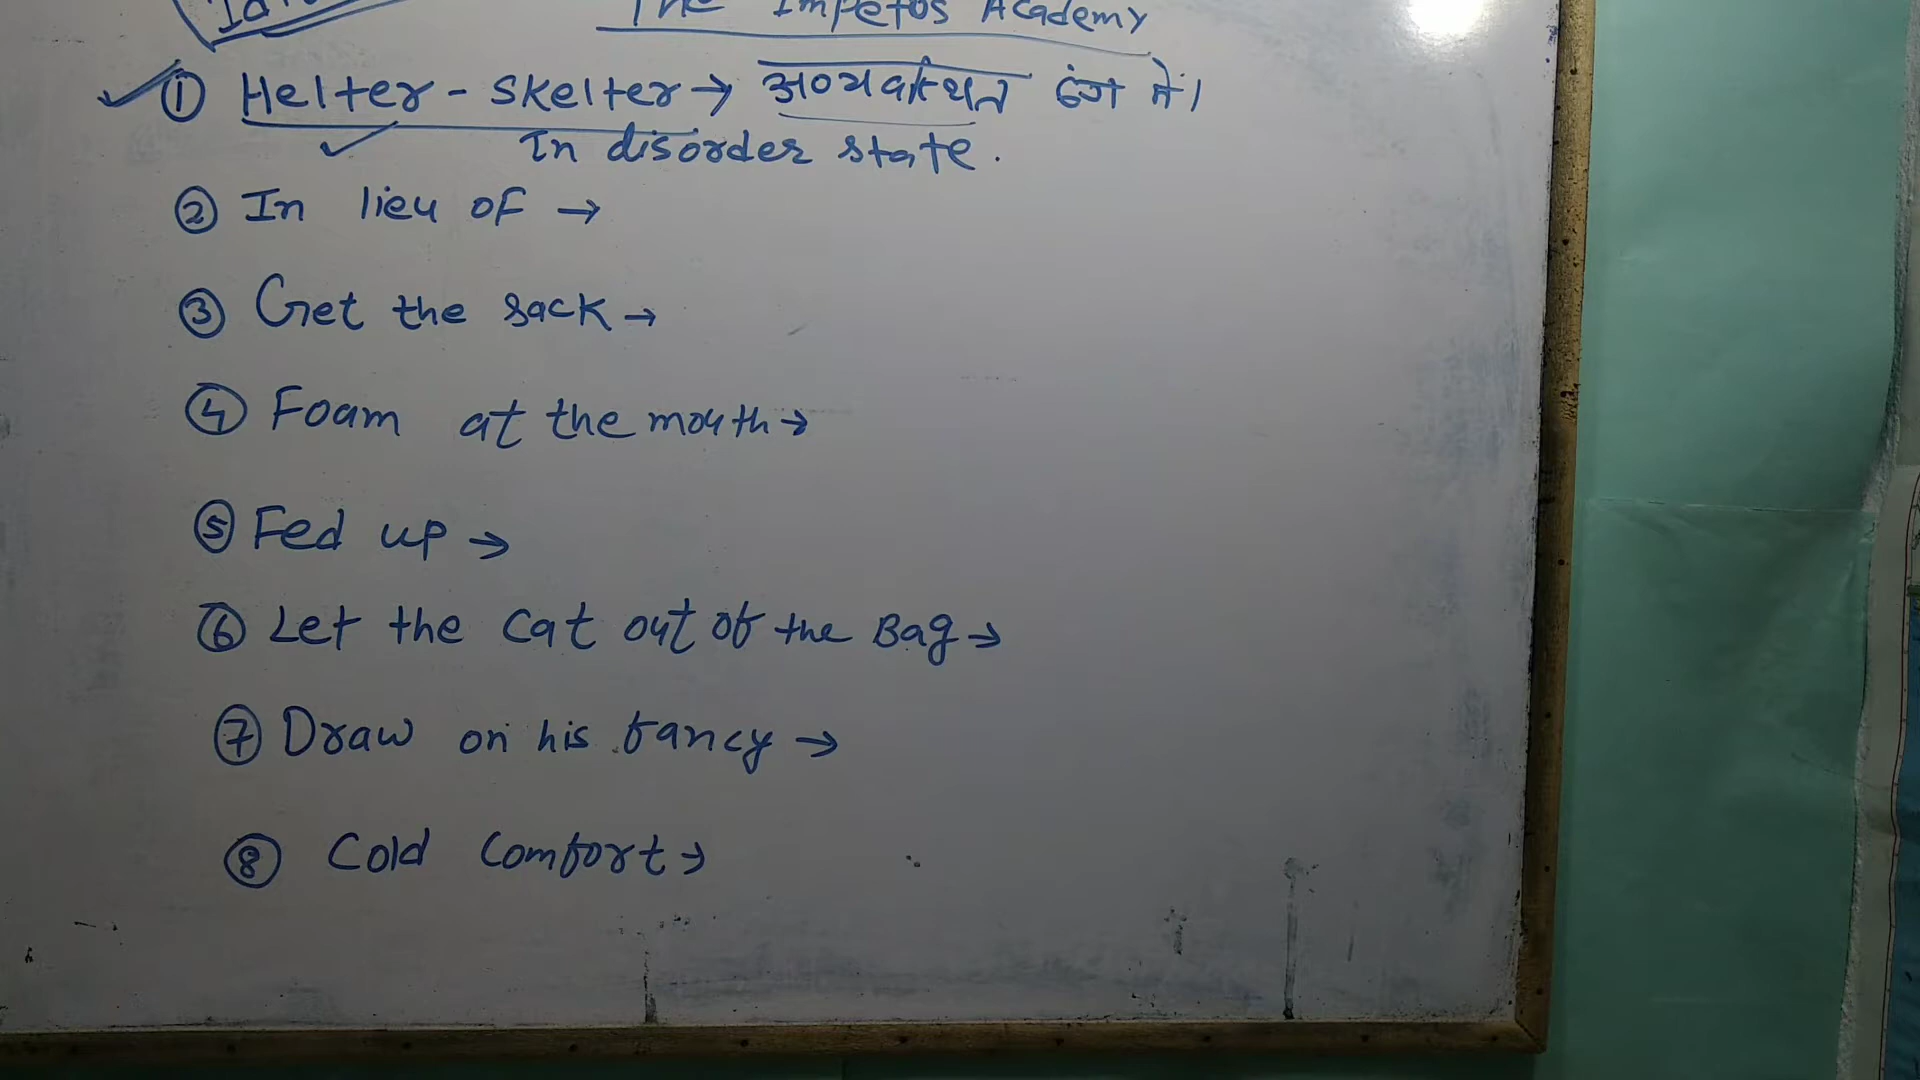 The Impetus Academy
① Helter-Skelter → अव्यवस्थित ढंग में।
In disorder state.
② In lieu of →
③ Get the sack →
④ Foam at the mouth →
⑤ Fed up →
⑥ Let the cat out of the Bag →
⑦ Draw on his fancy →
⑧ Cold Comfort →